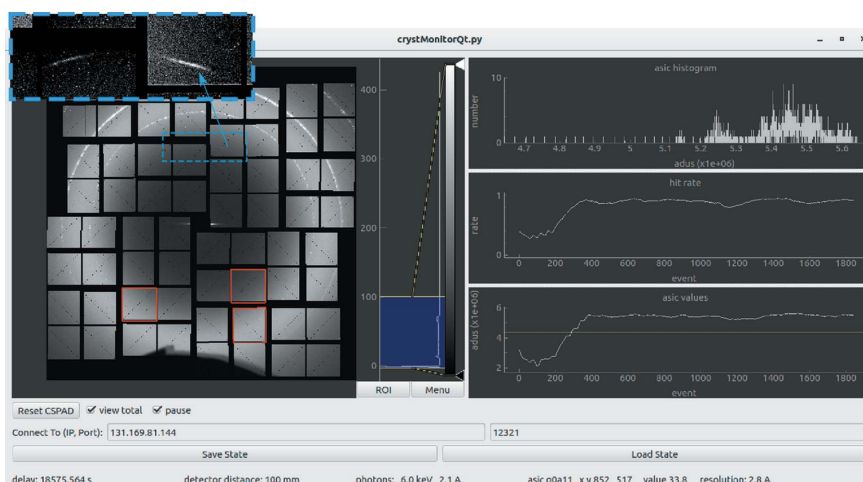 crystMonitorQt.py
400
300
200
100
0
ROI Menu
asic histogram
number
10
0
4.7 4.8 4.9 5 5.1 5.2 5.3 5.4 5.5 5.6
adus (x1e+06)
hit rate
rate
1
0
0 200 400 600 800 1000 1200 1400 1600 1800
event
asic values
adus (x1e+06)
6
4
2
0 200 400 600 800 1000 1200 1400 1600 1800
event
Reset CSPAD view total pause
Connect To (IP, Port): 131.169.81.144 12321
Save State Load State
delay: 18575.564 s detector distance: 100 mm photons: 6.0 keV 2.1 A asic q0a11 x y 852 517 value 33.8 resolution: 2.8 A